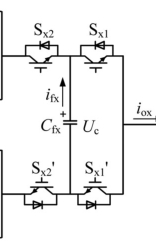 Sx2 Sx1
ifx
+
iox
Cfx Uc
Sx2' Sx1'